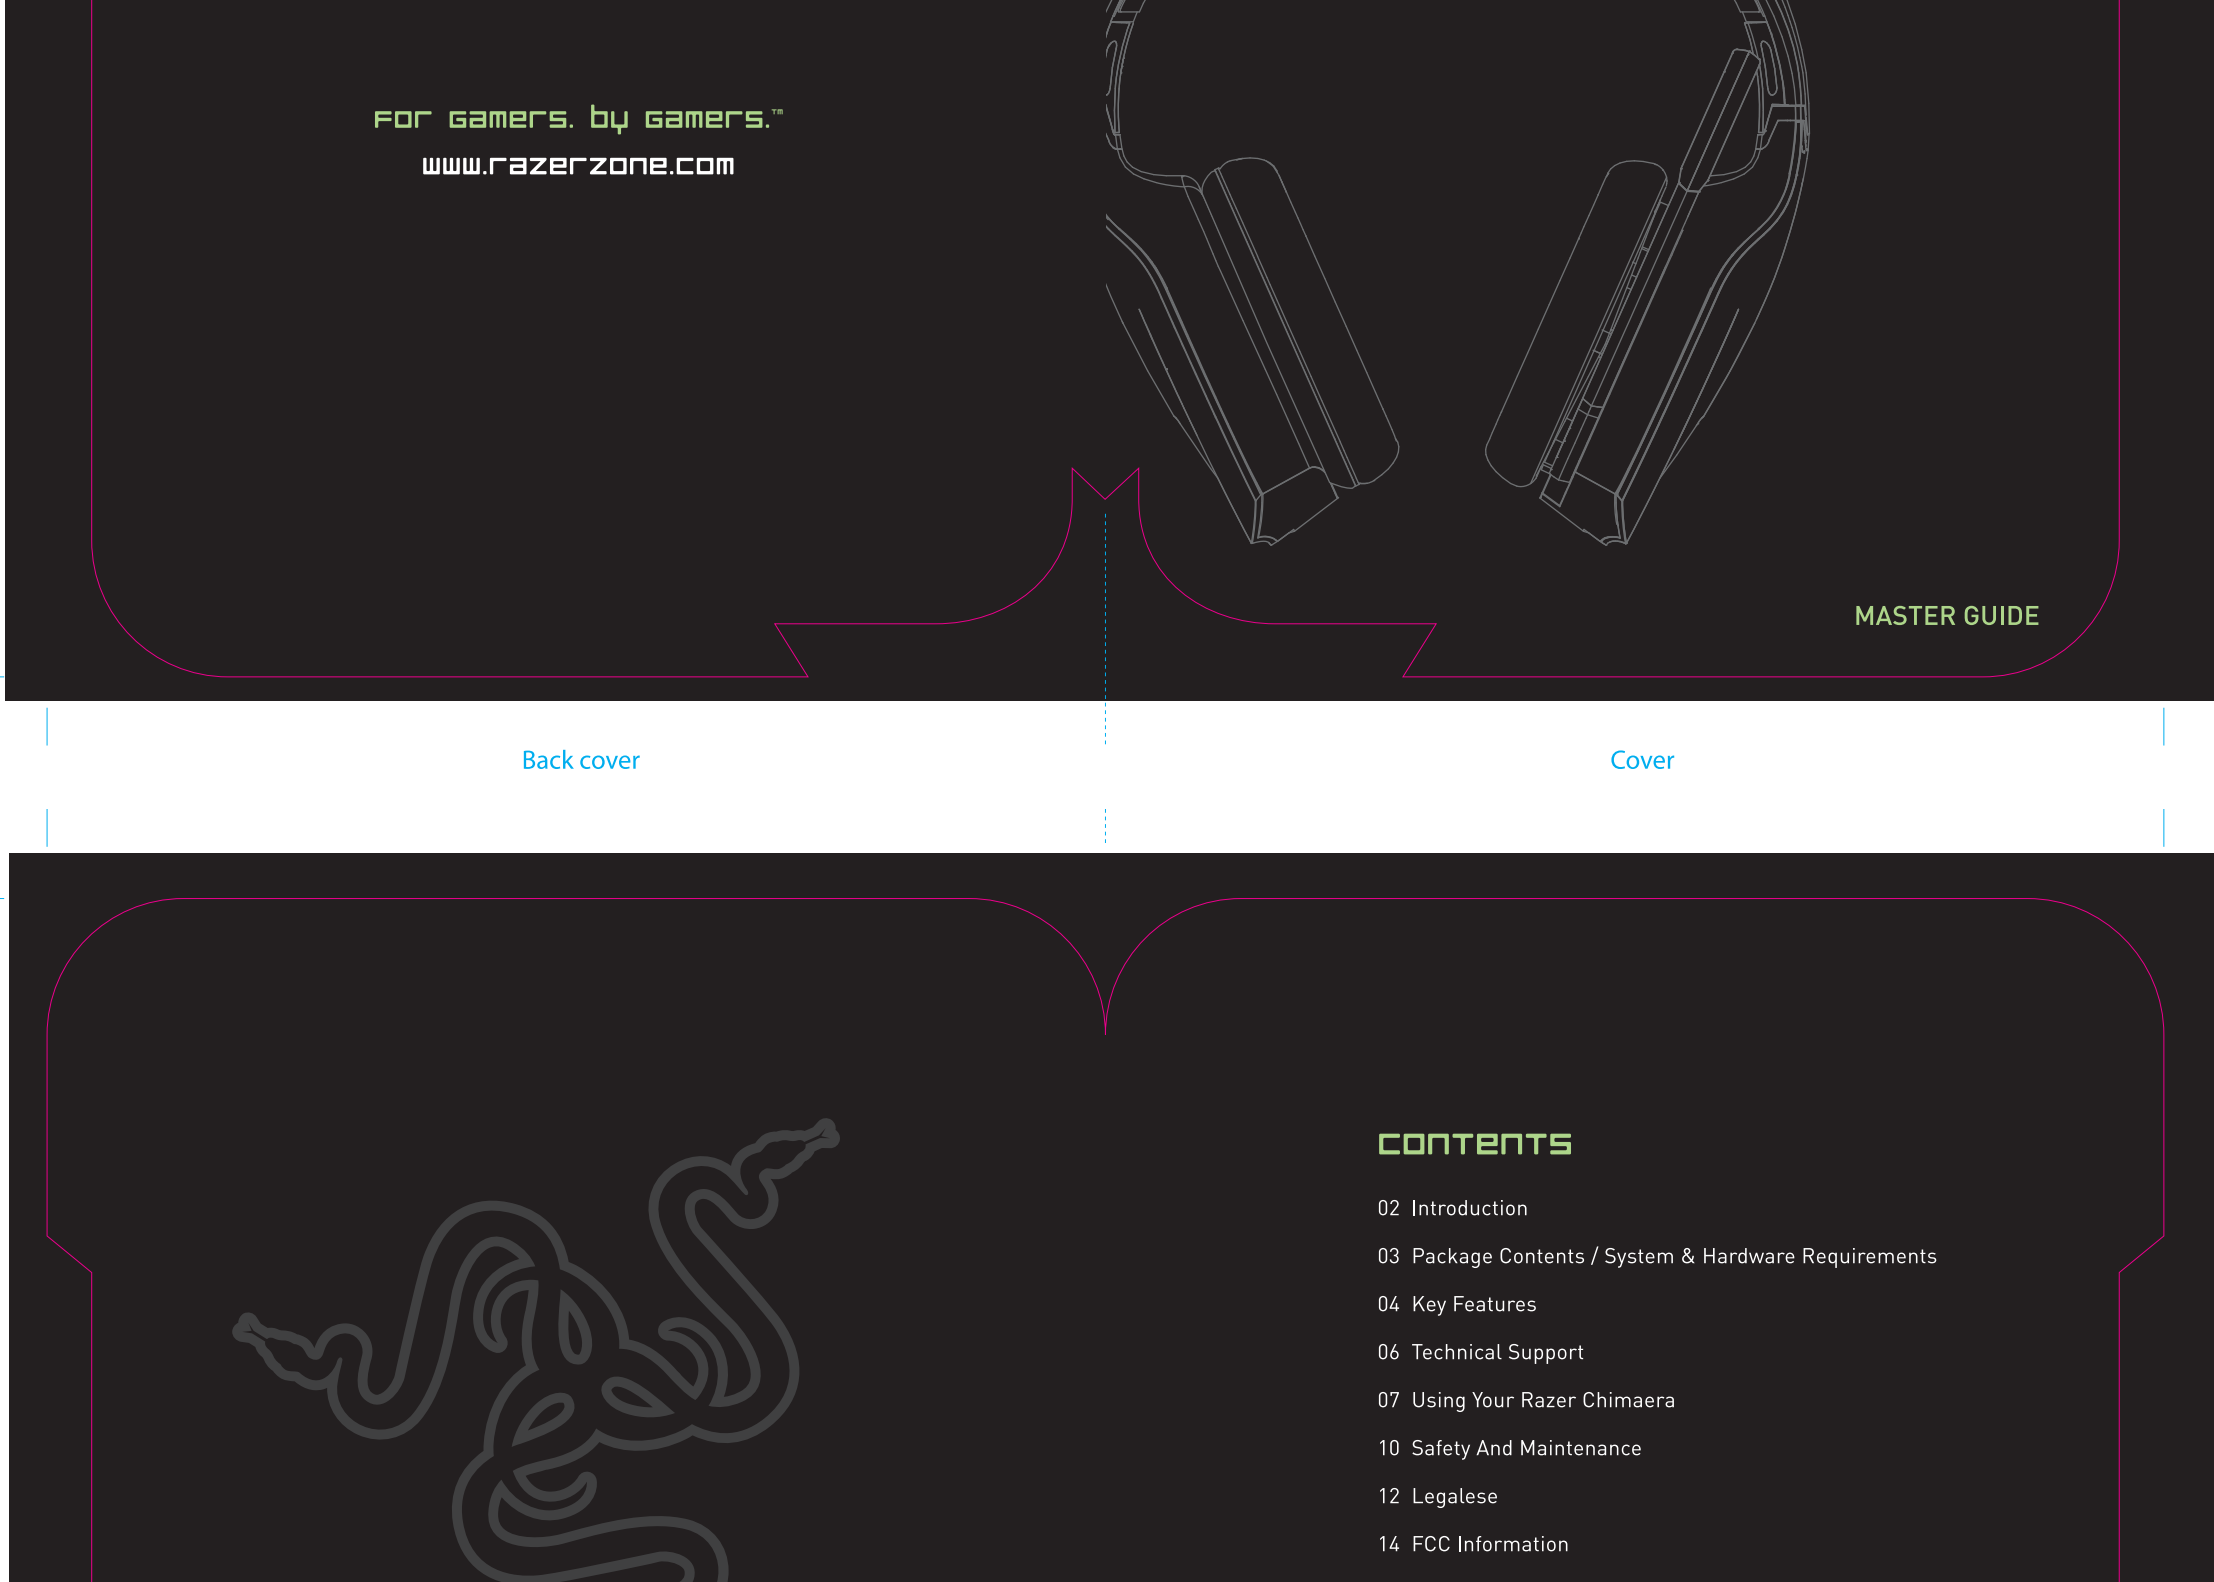 For Gamers. By Gamers.™
www.razerzone.com
MASTER GUIDE
Back cover
Cover
CONTENTS
02 Introduction
03 Package Contents / System & Hardware Requirements
04 Key Features
06 Technical Support
07 Using Your Razer Chimaera
10 Safety And Maintenance
12 Legalese
14 FCC Information